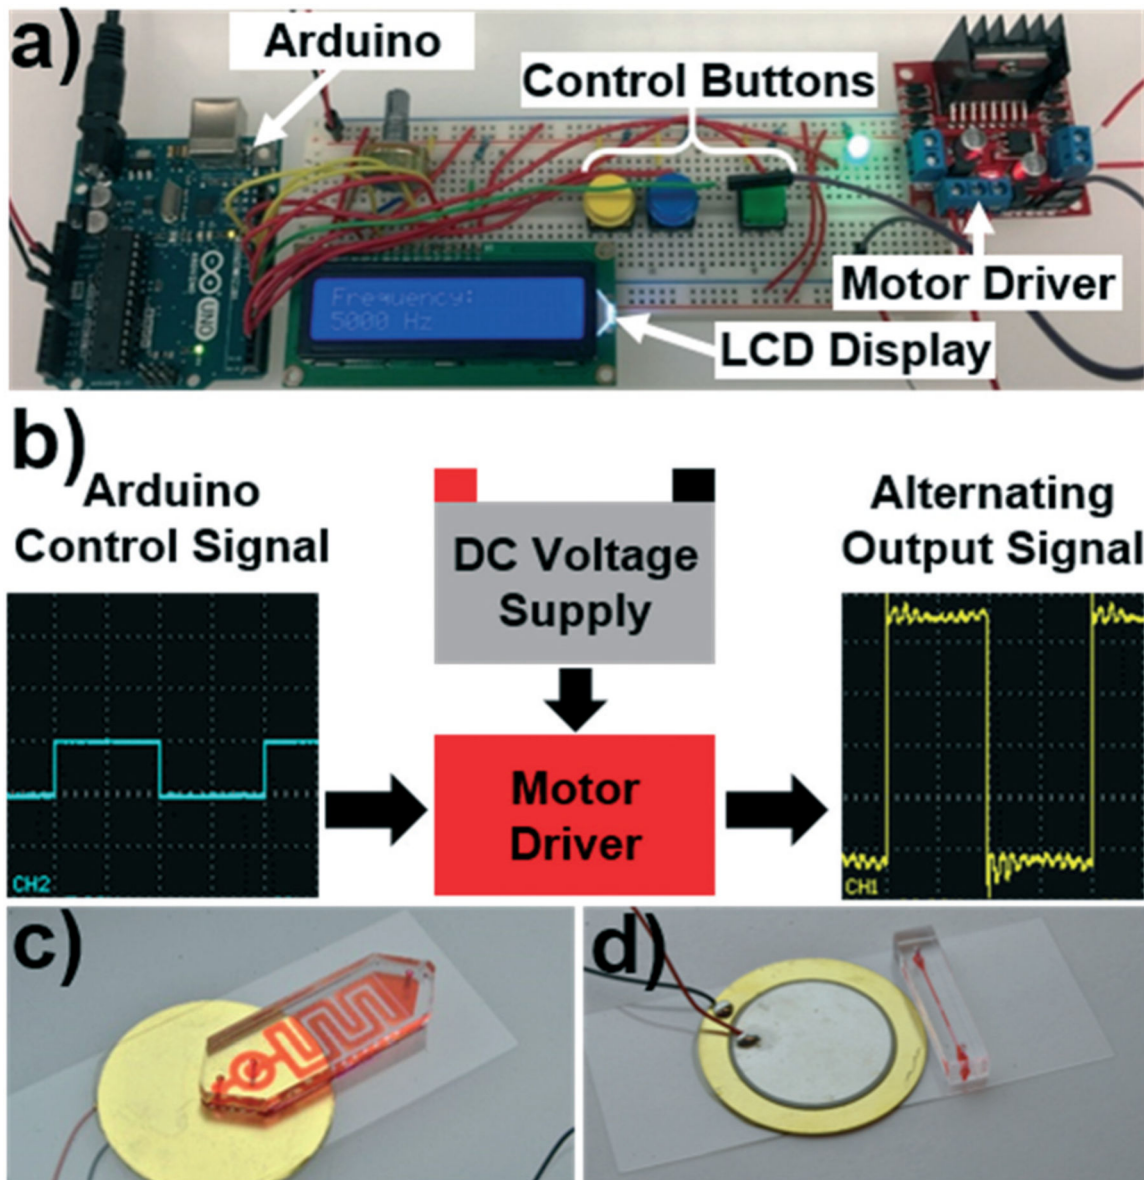 a)
Arduino
Control Buttons
Motor Driver
LCD Display
Frequency:
5000 Hz
UNO
b)
Arduino
Control Signal
DC Voltage
Supply
Alternating
Output Signal
Motor
Driver
CH2
CH1
c)
d)